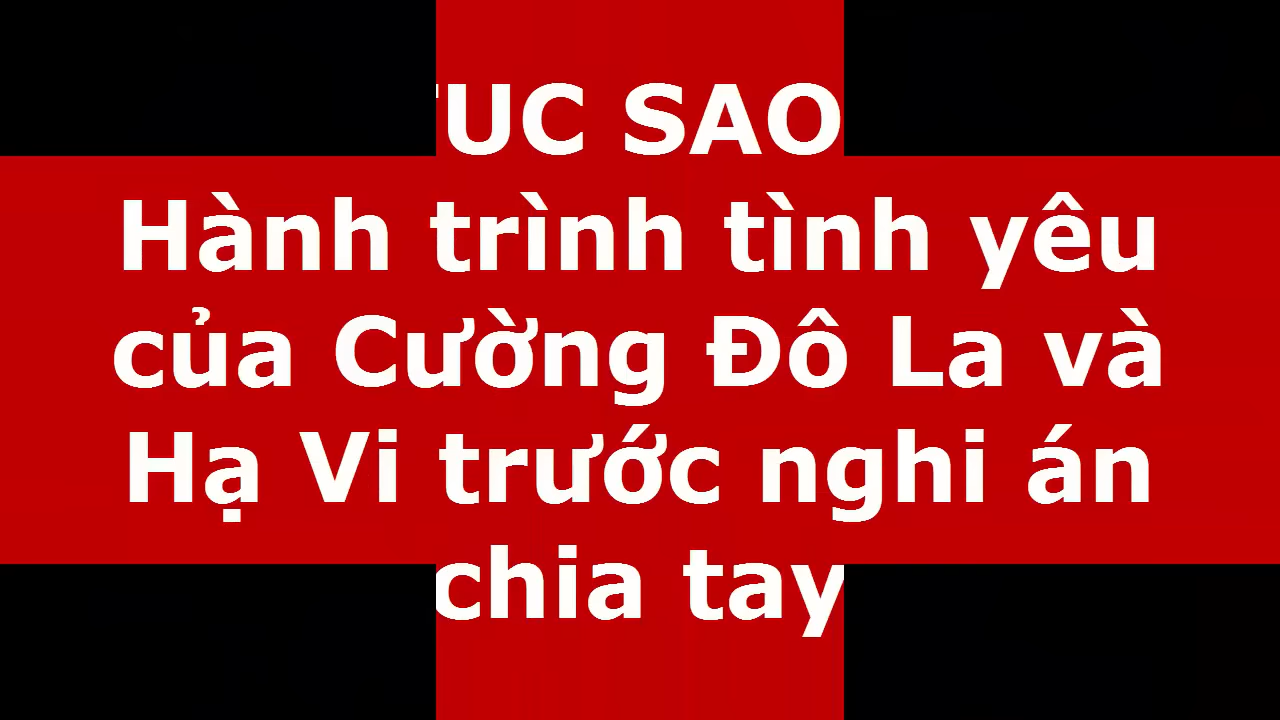 TUC SAO
Hành trình tình yêu
của Cường Đô La và
Hạ Vi trước nghi án
chia tay